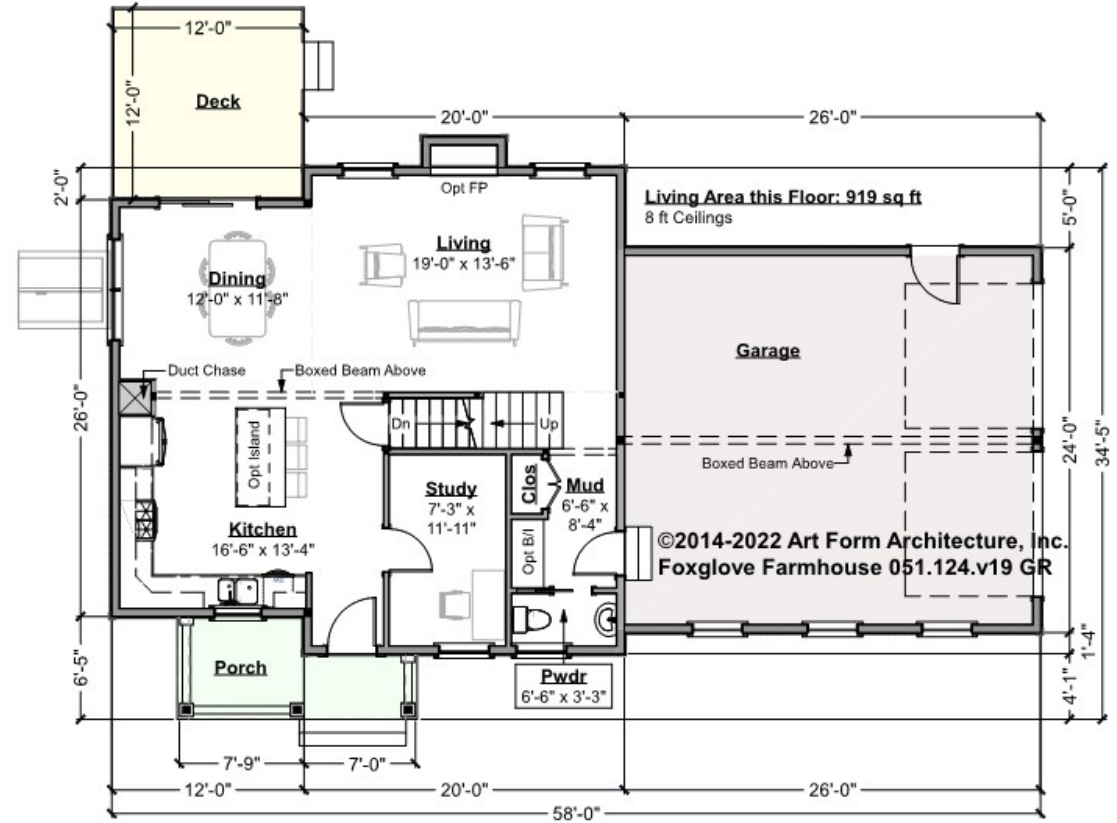 12'-0"
Deck
12'-0"
20'-0"
26'-0"
2'-0"
Opt FP
Living Area this Floor: 919 sq ft
8 ft Ceilings
5'-0"
Living
19'-0" x 13'-6"
Dining
12'-0" x 11'-8"
Garage
Duct Chase
Boxed Beam Above
26'-0"
Dn
Up
24'-0"
34'-5"
Boxed Beam Above
Opt Island
Study
7'-3" x
11'-11"
Clos
Mud
6'-6" x
8'-4"
Kitchen
16'-6" x 13'-4"
Opt B/I
©2014-2022 Art Form Architecture, Inc.
Foxglove Farmhouse 051.124.v19 GR
6'-5"
Porch
Pwdr
6'-6" x 3'-3"
1'-4"
4'-1"
7'-9"
7'-0"
12'-0"
20'-0"
26'-0"
58'-0"